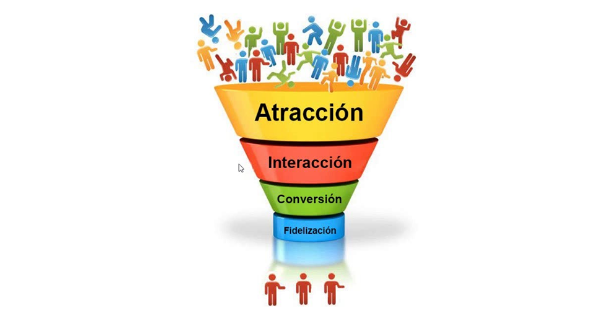 Atracción
Interacción
Conversión
Fidelización